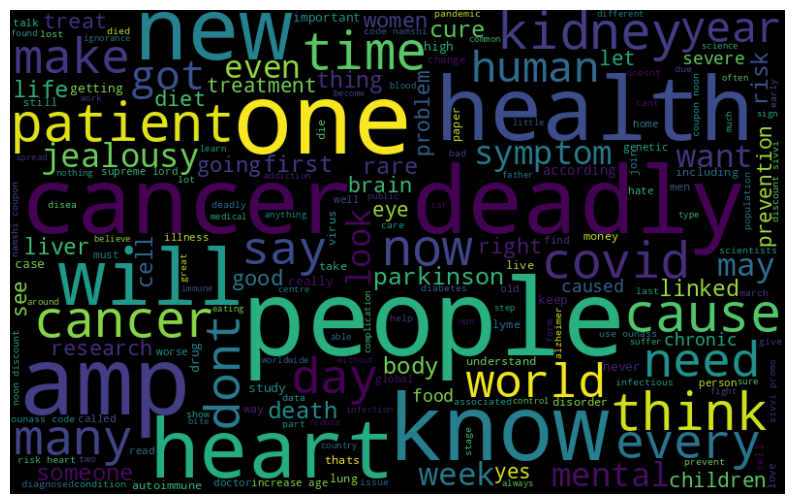 talk
found
lost
ignorance
pandemic
died
important
women
code namshi
common
different
science
new
time
cure
kidney
year
make
treat
got
even
thing
high
human
let
severe
due
often
life
getting
treatment
change
doesnt
risk
still
work
diet
die
problem
blood
become
cant
early
sign
coupon noon
much
patient
one
health
little
home
paper
jealousy
going
first
learn
rare
symptom
join
genetic
want
prevention
discount sivvi
spread
nothing
supreme lord
lot
brain
bad
according
father
including
hate
men
addiction
car
population
namshi coupon
disea
deadly
medical
anything
well
public
eye
care
type
cancer deadly
believe
illness
virus
look
right
find
money
scientists
liver
must
cell
say
now
covid
may
case
great
immune
good
take
really
live
parkinson
caused
linked
see
around
will
centre
diabetes
old
keep
last
march
cancer
eating
people
cause
able
complication
help
non
step
lyme
alzheimer
use ounass
suffer
chronic
give
research
worse
drug
dont
worldwide
without
understand
never
need
noon discount
amp
study
day
global
body
world
infectious
person
sure
data
food
associated
control
disorder
fight
sivvi promo
ounass code
called
show
bite
way
death
part
reduce
infection
know
think
many
heart
read
country
stage
every
prevent
tell
love
risk heart
two
thats
issue
someone
doctor
increase
age
lung
week
yes
always
mental
children
diagnosed
condition
autoimmune